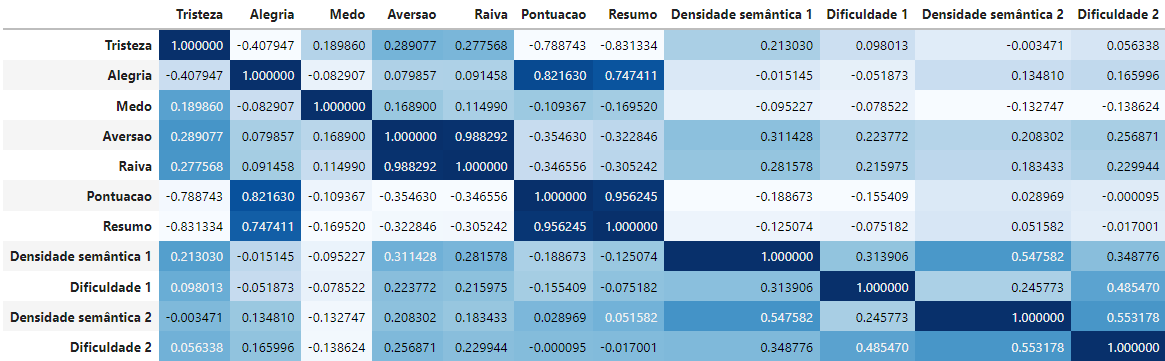 Tristeza Alegria Medo Aversao Raiva Pontuacao Resumo Densidade semântica 1 Dificuldade 1 Densidade semântica 2 Dificuldade 2
Tristeza 1.000000 -0.407947 0.189860 0.289077 0.277568 -0.788743 -0.831334 0.213030 0.098013 -0.003471 0.056338
Alegria -0.407947 1.000000 -0.082907 0.079857 0.091458 0.821630 0.747411 -0.015145 -0.051873 0.134810 0.165996
Medo 0.189860 -0.082907 1.000000 0.168900 0.114990 -0.109367 -0.169520 -0.095227 -0.078522 -0.132747 -0.138624
Aversao 0.289077 0.079857 0.168900 1.000000 0.988292 -0.354630 -0.322846 0.311428 0.223772 0.208302 0.256871
Raiva 0.277568 0.091458 0.114990 0.988292 1.000000 -0.346556 -0.305242 0.281578 0.215975 0.183433 0.229944
Pontuacao -0.788743 0.821630 -0.109367 -0.354630 -0.346556 1.000000 0.956245 -0.188673 -0.155409 0.028969 -0.000095
Resumo -0.831334 0.747411 -0.169520 -0.322846 -0.305242 0.956245 1.000000 -0.125074 -0.075182 0.051582 -0.017001
Densidade semântica 1 0.213030 -0.015145 -0.095227 0.311428 0.281578 -0.188673 -0.125074 1.000000 0.313906 0.547582 0.348776
Dificuldade 1 0.098013 -0.051873 -0.078522 0.223772 0.215975 -0.155409 -0.075182 0.313906 1.000000 0.245773 0.485470
Densidade semântica 2 -0.003471 0.134810 -0.132747 0.208302 0.183433 0.028969 0.051582 0.547582 0.245773 1.000000 0.553178
Dificuldade 2 0.056338 0.165996 -0.138624 0.256871 0.229944 -0.000095 -0.017001 0.348776 0.485470 0.553178 1.000000